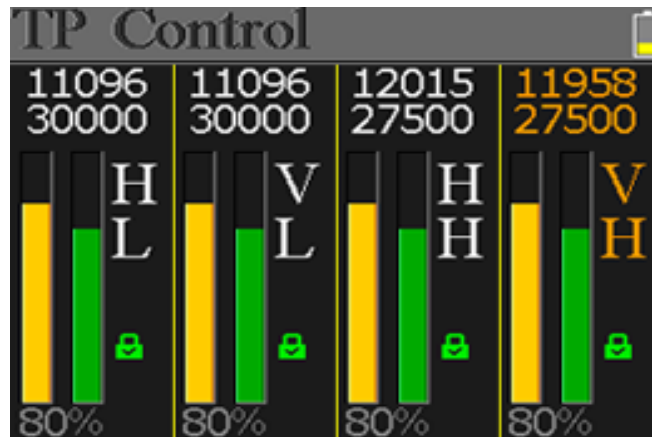 TP Control
11096 11096 12015 11958
30000 30000 27500 27500
H V H V
L L H H
80% 80% 80% 80%